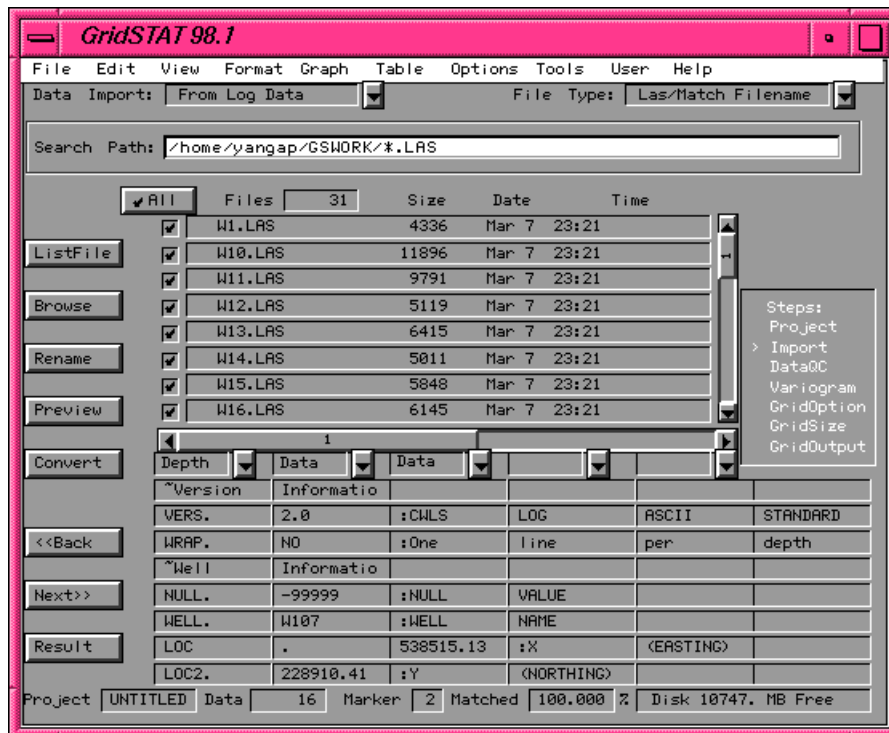 GridSTAT 98.1
File Edit View Format Graph Table Options Tools User Help
Data Import: From Log Data File Type: Las/Match Filename
Search Path: /home/yangap/GSWORK/*.LAS
All Files 31 Size Date Time
W1.LAS 4336 Mar 7 23:21
ListFile W10.LAS 11896 Mar 7 23:21
W11.LAS 9791 Mar 7 23:21
Browse W12.LAS 5119 Mar 7 23:21
W13.LAS 6415 Mar 7 23:21
Rename W14.LAS 5011 Mar 7 23:21
W15.LAS 5848 Mar 7 23:21
Preview W16.LAS 6145 Mar 7 23:21
1
Steps:
Project
> Import
DataQC
Variogram
GridOption
GridSize
GridOutput
Convert Depth Data Data
~Version Informatio
VERS. 2.0 :CWLS LOG ASCII STANDARD
<<Back WRAP. NO :One line per depth
~Well Informatio
Next>> NULL. -99999 :NULL VALUE
WELL. W107 :WELL NAME
Result LOC . 538515.13 :X (EASTING)
LOC2. 228910.41 :Y (NORTHING)
Project UNTITLED Data 16 Marker 2 Matched 100.000 % Disk 10747. MB Free